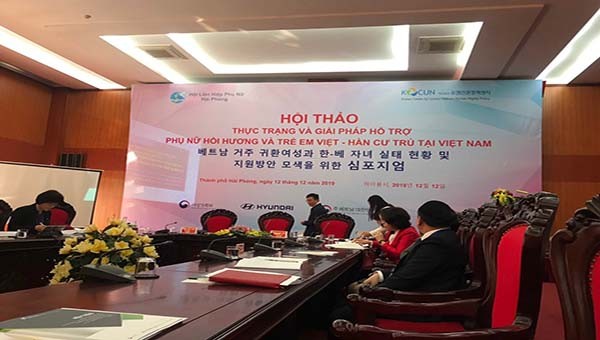 Hội Liên Hiệp Phụ Nữ
Hải Phòng
KOCUN
HỘI THẢO
THỰC TRẠNG VÀ GIẢI PHÁP HỖ TRỢ
PHỤ NỮ HỒI HƯƠNG VÀ TRẺ EM VIỆT - HÀN CƯ TRÚ TẠI VIỆT NAM
베트남 거주 귀환여성과 한-베 자녀 실태 현황 및
지원방안 모색을 위한 심포지엄
Thành phố Hải Phòng, ngày 12 tháng 12 năm 2019
하이퐁시, 2019년 12월 12일
HYUNDAI